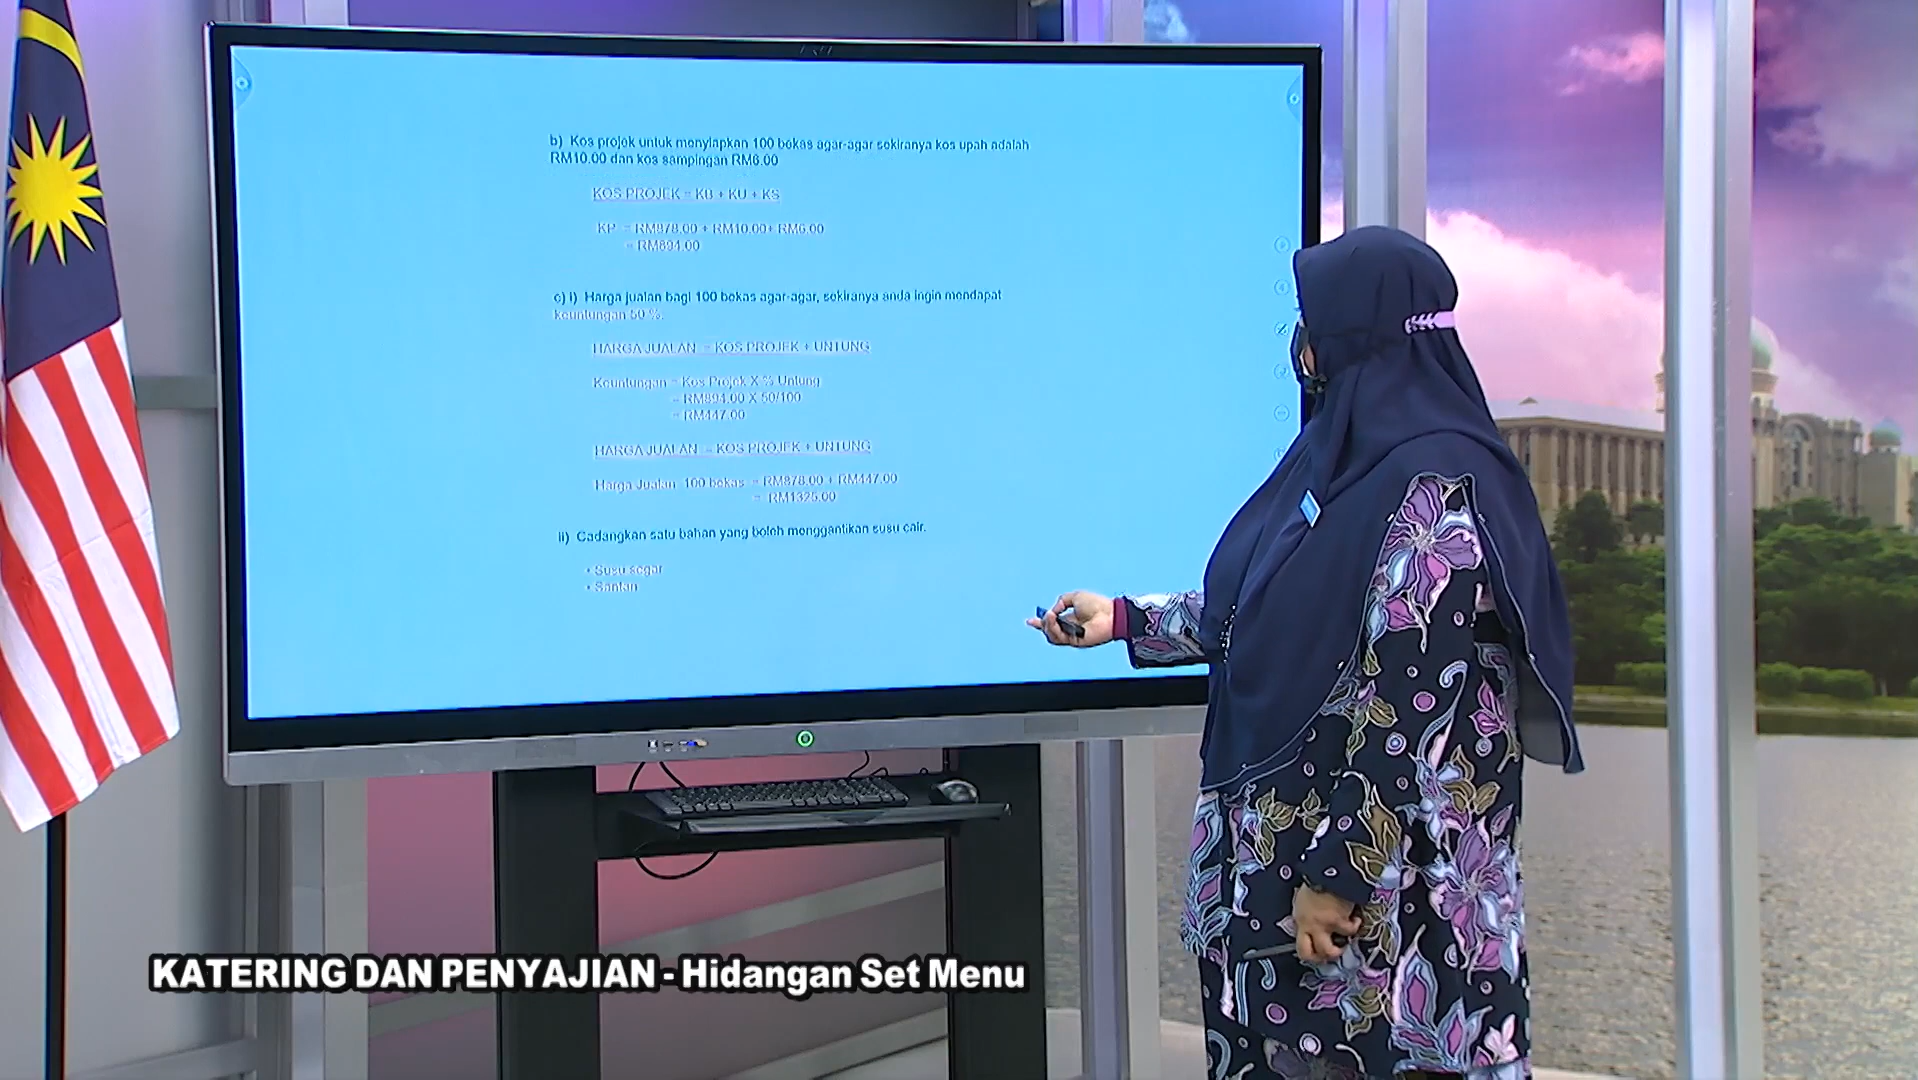 b) Kos projek untuk menyiapkan 100 bekas agar-agar sekiranya kos upah adalah
RM10.00 dan kos sampingan RM6.00
KOS PROJEK = KB + KU + KS
KP = RM878.00 + RM10.00+ RM6.00
= RM894.00
c) i) Harga jualan bagi 100 bekas agar-agar, sekiranya anda ingin mendapat
keuntungan 50 %.
HARGA JUALAN = KOS PROJEK + UNTUNG
Keuntungan = Kos Projek X % Untung
= RM894.00 X 50/100
= RM447.00
HARGA JUALAN = KOS PROJEK + UNTUNG
Harga Jualan 100 bekas = RM878.00 + RM447.00
= RM1325.00
ii) Cadangkan satu bahan yang boleh menggantikan susu cair.
• Susu segar
• Santan
KATERING DAN PENYAJIAN - Hidangan Set Menu